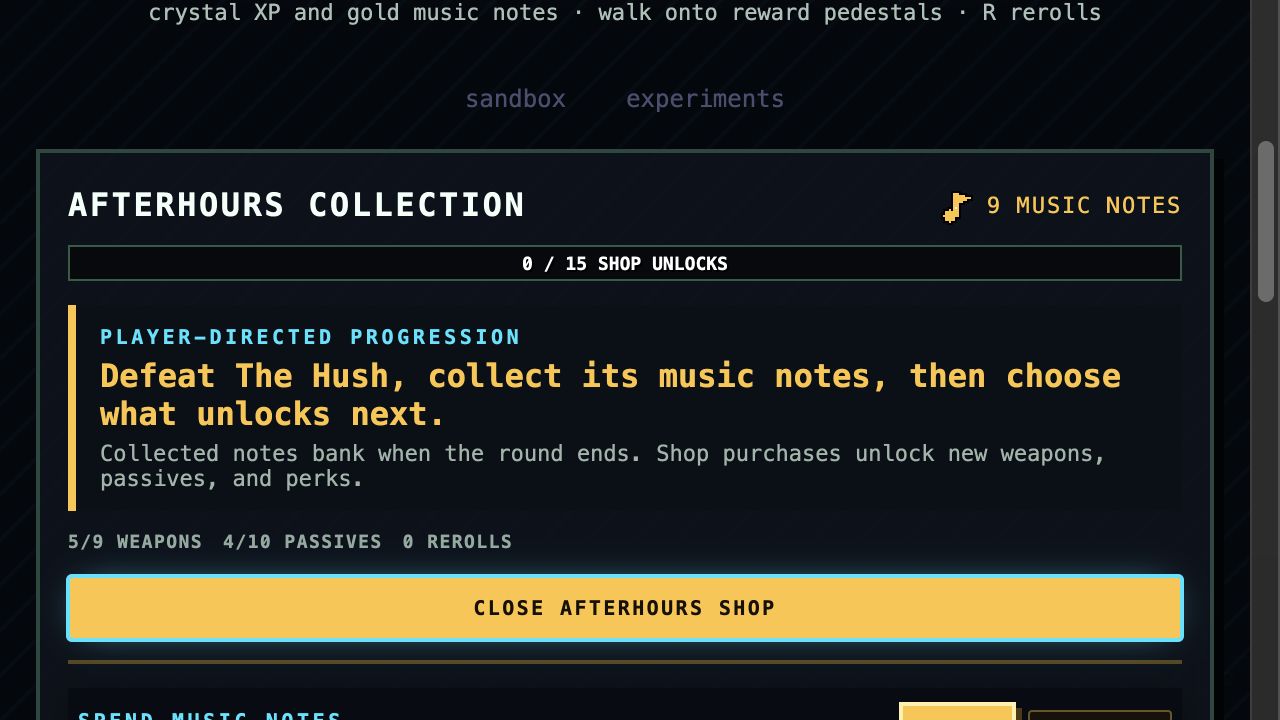 crystal XP and gold music notes · walk onto reward pedestals · R rerolls
sandbox experiments
AFTERHOURS COLLECTION
9 MUSIC NOTES
0 / 15 SHOP UNLOCKS
PLAYER-DIRECTED PROGRESSION
Defeat The Hush, collect its music notes, then choose
what unlocks next.
Collected notes bank when the round ends. Shop purchases unlock new weapons,
passives, and perks.
5/9 WEAPONS 4/10 PASSIVES 0 REROLLS
CLOSE AFTERHOURS SHOP
SPEND MUSIC NOTES